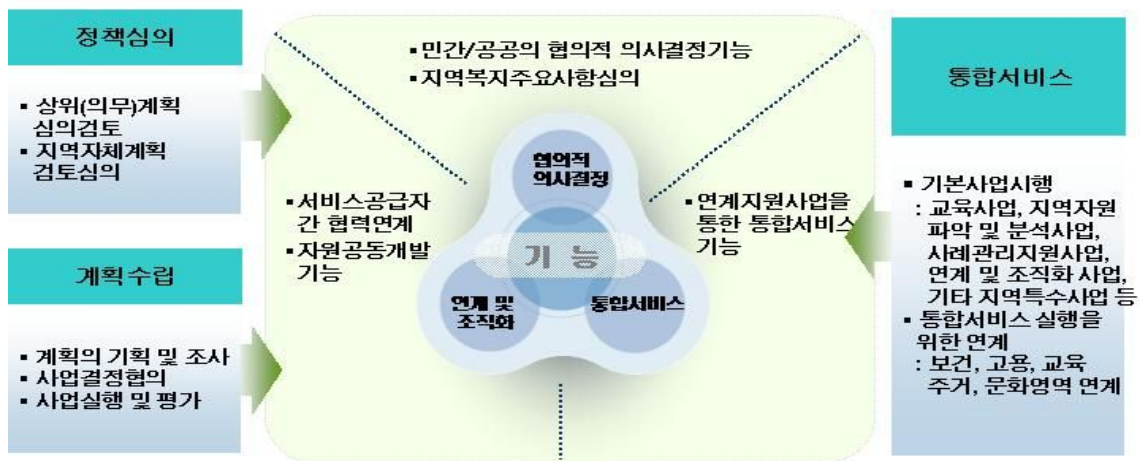 정책심의
▪ 상위(의무)계획
심의검토
▪ 지역자체계획
검토심의
계획수립
▪ 계획의 기획 및 조사
▪ 사업결정협의
▪ 사업실행 및 평가
▪ 민간/공공의 협의적 의사결정기능
▪ 지역복지주요사항심의
▪ 서비스공급자
간 협력연계
▪ 자원공동개발
기능
협의적
의사결정
기 능
연계 및
조직화
통합서비스
▪ 연계지원사업을
통한 통합서비스
기능
통합서비스
▪ 기본사업시행
: 교육사업, 지역자원
파악 및 분석사업,
사례관리지원사업,
연계 및 조직화 사업,
기타 지역특수사업 등
▪ 통합서비스 실행을
위한 연계
: 보건, 고용, 교육
주거, 문화영역 연계